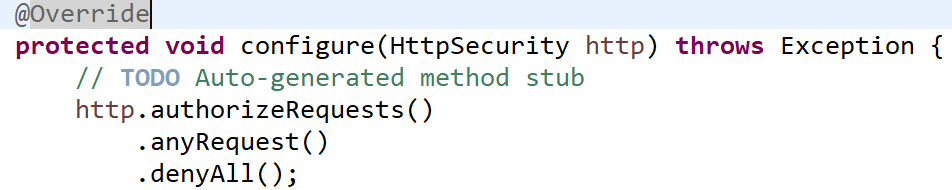 @Override
protected void configure(HttpSecurity http) throws Exception {
    // TODO Auto-generated method stub
    http.authorizeRequests()
        .anyRequest()
        .denyAll();